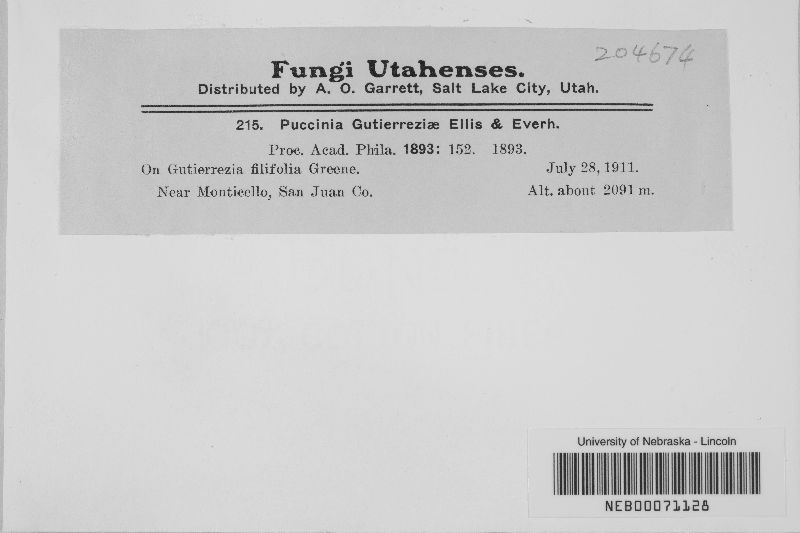 204674
Fungi Utahenses.
Distributed by A. O. Garrett, Salt Lake City, Utah.
215. Puccinia Gutierreziæ Ellis & Everh.
Proc. Acad. Phila. 1893: 152. 1893.
On Gutierrezia filifolia Greene. July 28, 1911.
Near Monticello, San Juan Co. Alt. about 2091 m.
University of Nebraska - Lincoln
NEB00071128